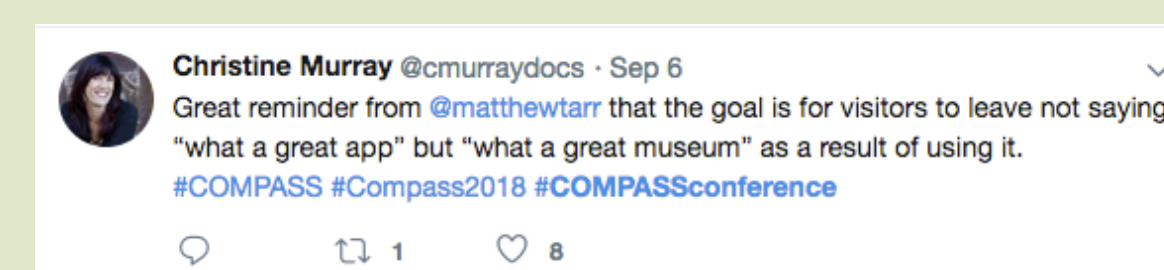 Christine Murray @cmurraydocs · Sep 6
Great reminder from @matthewtarr that the goal is for visitors to leave not saying
“what a great app” but “what a great museum” as a result of using it.
#COMPASS #Compass2018 #COMPASSconference
1 8